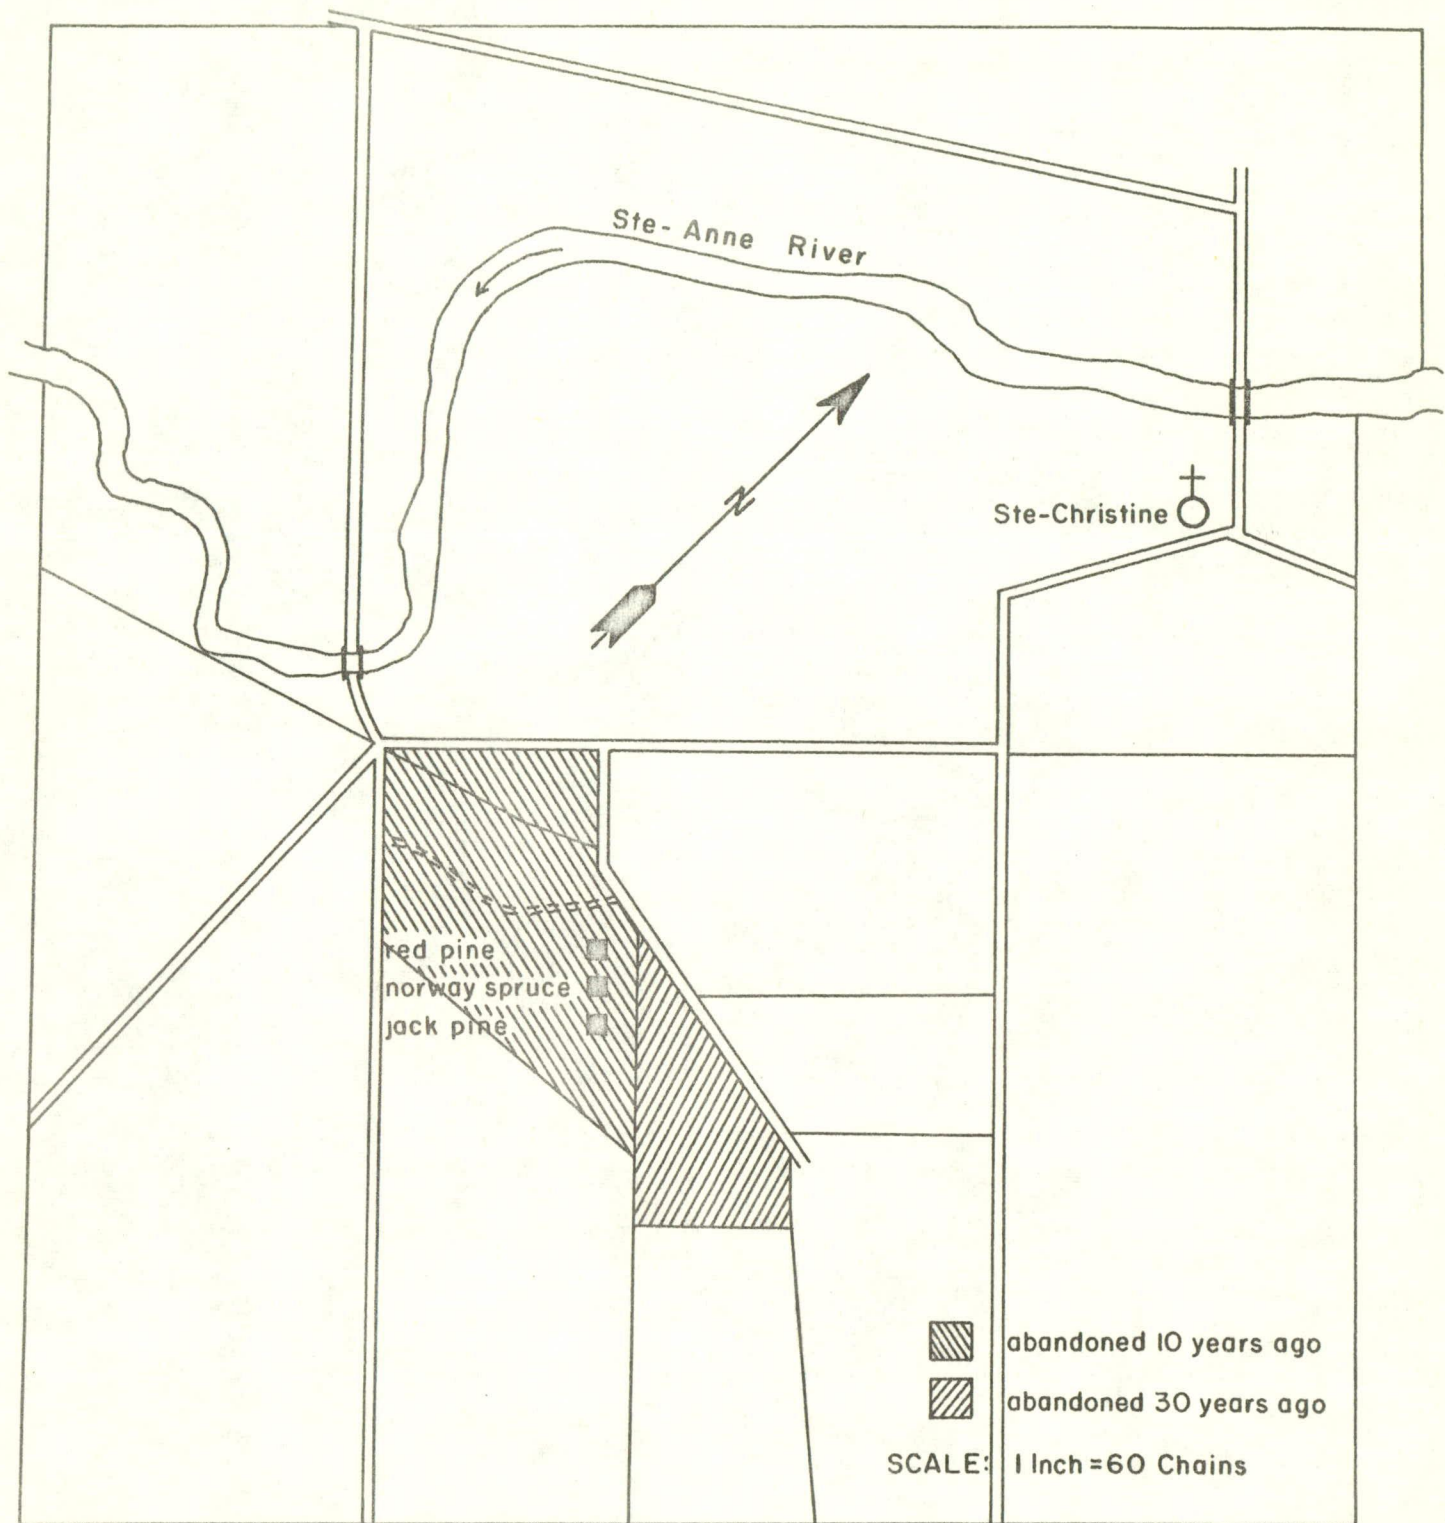 Ste-Anne River
N
Ste-Christine
red pine
norway spruce
jack pine
abandoned 10 years ago
abandoned 30 years ago
SCALE: 1 Inch = 60 Chains